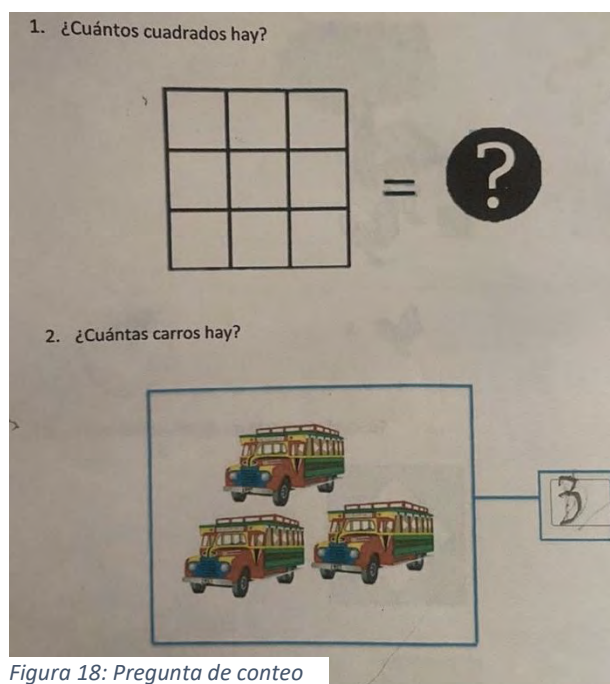 1. ¿Cuántos cuadrados hay?
= ?
2. ¿Cuántas carros hay?
3
Figura 18: Pregunta de conteo